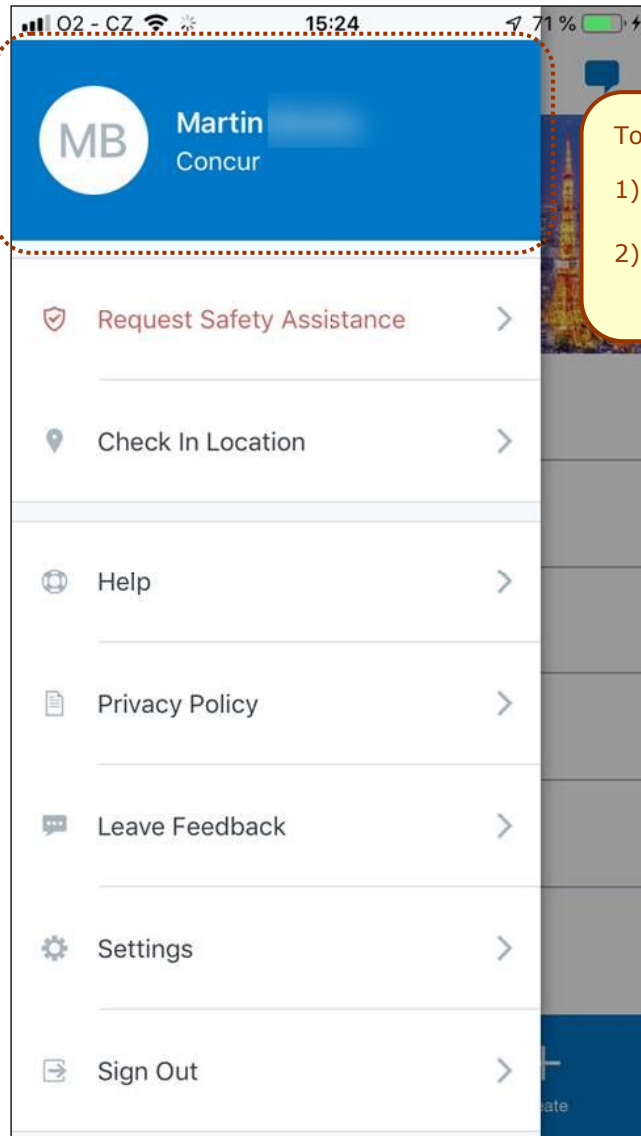 O2 - CZ 15:24 71 %
MB
Martin
Concur
To
1)
2)
Request Safety Assistance
Check In Location
Help
Privacy Policy
Leave Feedback
Settings
Sign Out
eate